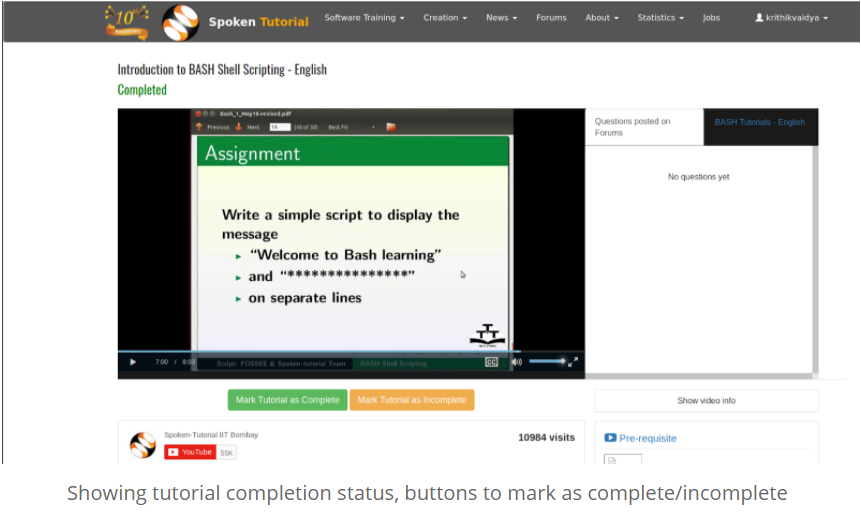 10th
Anniversary
Spoken Tutorial
Software Training
Creation
News
Forums
About
Statistics
Jobs
krithikvaidya
Introduction to BASH Shell Scripting - English
Completed
Bash_1_May18-revised.pdf
Previous Next 14 (40 of 50) Best Fit
Assignment
Write a simple script to display the
message
► "Welcome to Bash learning"
► and "***************"
► on separate lines
7:00 / 8:03
Script: FOSSEE & Spoken-tutorial Team BASH Shell Scripting
CC
Questions posted on
Forums
BASH Tutorials - English
No questions yet
Mark Tutorial as Complete
Mark Tutorial as Incomplete
Show video info
Spoken-Tutorial IIT Bombay
YouTube 55K
10984 visits
Pre-requisite
Showing tutorial completion status, buttons to mark as complete/incomplete